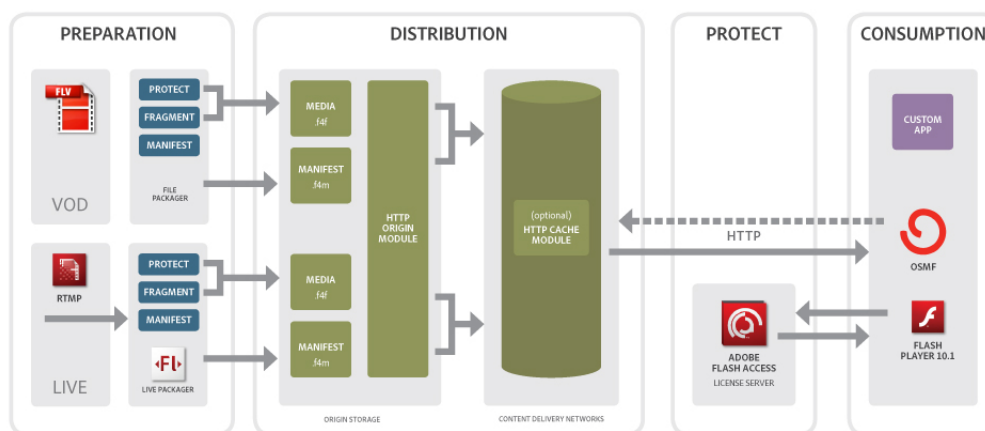 PREPARATION
FLV
VOD
PROTECT
FRAGMENT
MANIFEST
FILE
PACKAGER
RTMP
LIVE
PROTECT
FRAGMENT
MANIFEST
Fl
LIVE PACKAGER
DISTRIBUTION
MEDIA
.f4f
MANIFEST
.f4m
MEDIA
.f4f
MANIFEST
.f4m
HTTP
ORIGIN
MODULE
ORIGIN STORAGE
(optional)
HTTP CACHE
MODULE
CONTENT DELIVERY NETWORKS
PROTECT
HTTP
ADOBE
FLASH ACCESS
LICENSE SERVER
CONSUMPTION
CUSTOM
APP
OSMF
FLASH
PLAYER 10.1